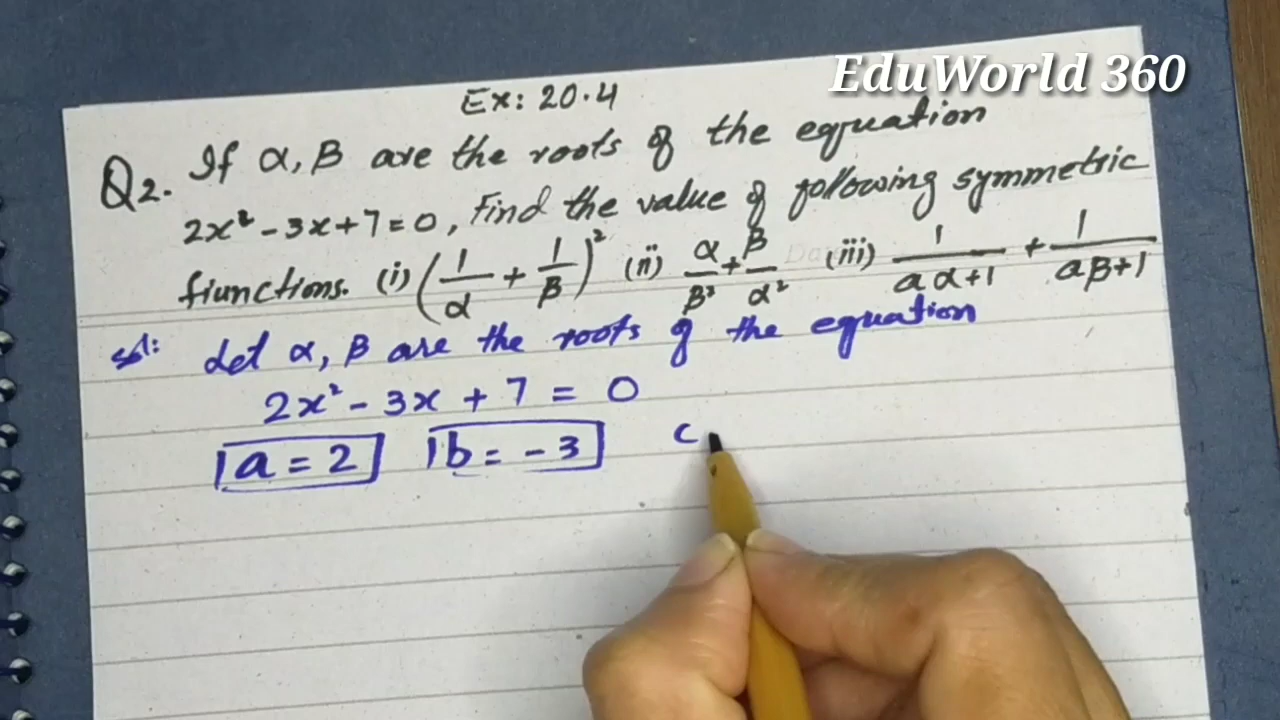 EduWorld 360
Ex: 20.4
Q2. If α, β are the roots of the equation
2x² - 3x + 7 = 0, Find the value of following symmetric
fiunctions. (i) (1/α + 1/β)² (ii) α/β² + β/α² (iii) 1/(aα+1) + 1/(aβ+1)
Sol: Let α, β are the roots of the equation
2x² - 3x + 7 = 0
a = 2 b = -3 c